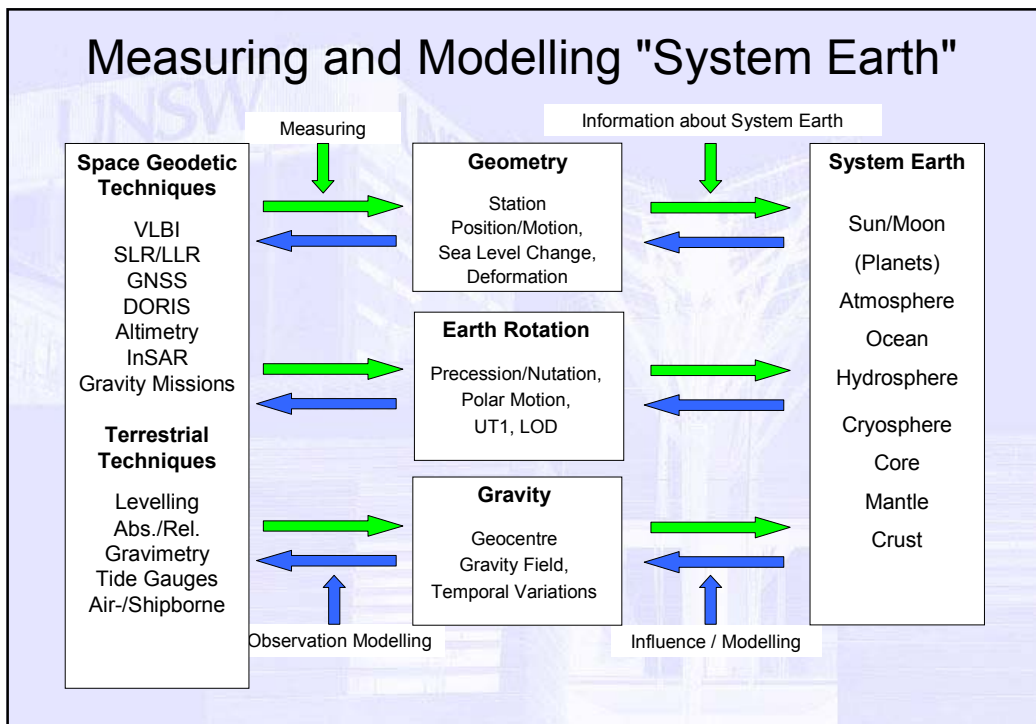 Measuring and Modelling "System Earth"
UNSW
Measuring
Information about System Earth
Space Geodetic
Techniques
VLBI
SLR/LLR
GNSS
DORIS
Altimetry
InSAR
Gravity Missions
Terrestrial
Techniques
Levelling
Abs./Rel.
Gravimetry
Tide Gauges
Air-/Shipborne
Geometry
Station
Position/Motion,
Sea Level Change,
Deformation
Earth Rotation
Precession/Nutation,
Polar Motion,
UT1, LOD
Gravity
Geocentre
Gravity Field,
Temporal Variations
System Earth
Sun/Moon
(Planets)
Atmosphere
Ocean
Hydrosphere
Cryosphere
Core
Mantle
Crust
Observation Modelling
Influence / Modelling